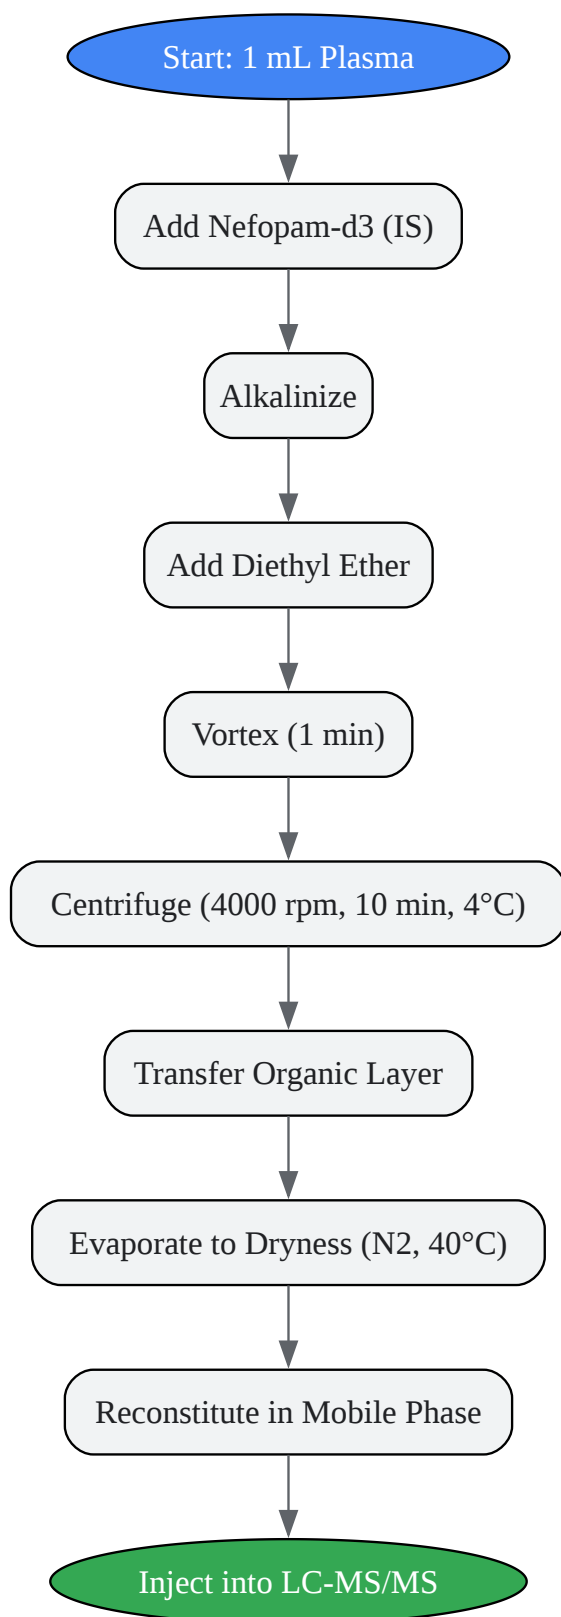 Start: 1 mL Plasma
Add Nefopam-d3 (IS)
Alkalinize
Add Diethyl Ether
Vortex (1 min)
Centrifuge (4000 rpm, 10 min, 4°C)
Transfer Organic Layer
Evaporate to Dryness (N2, 40°C)
Reconstitute in Mobile Phase
Inject into LC-MS/MS